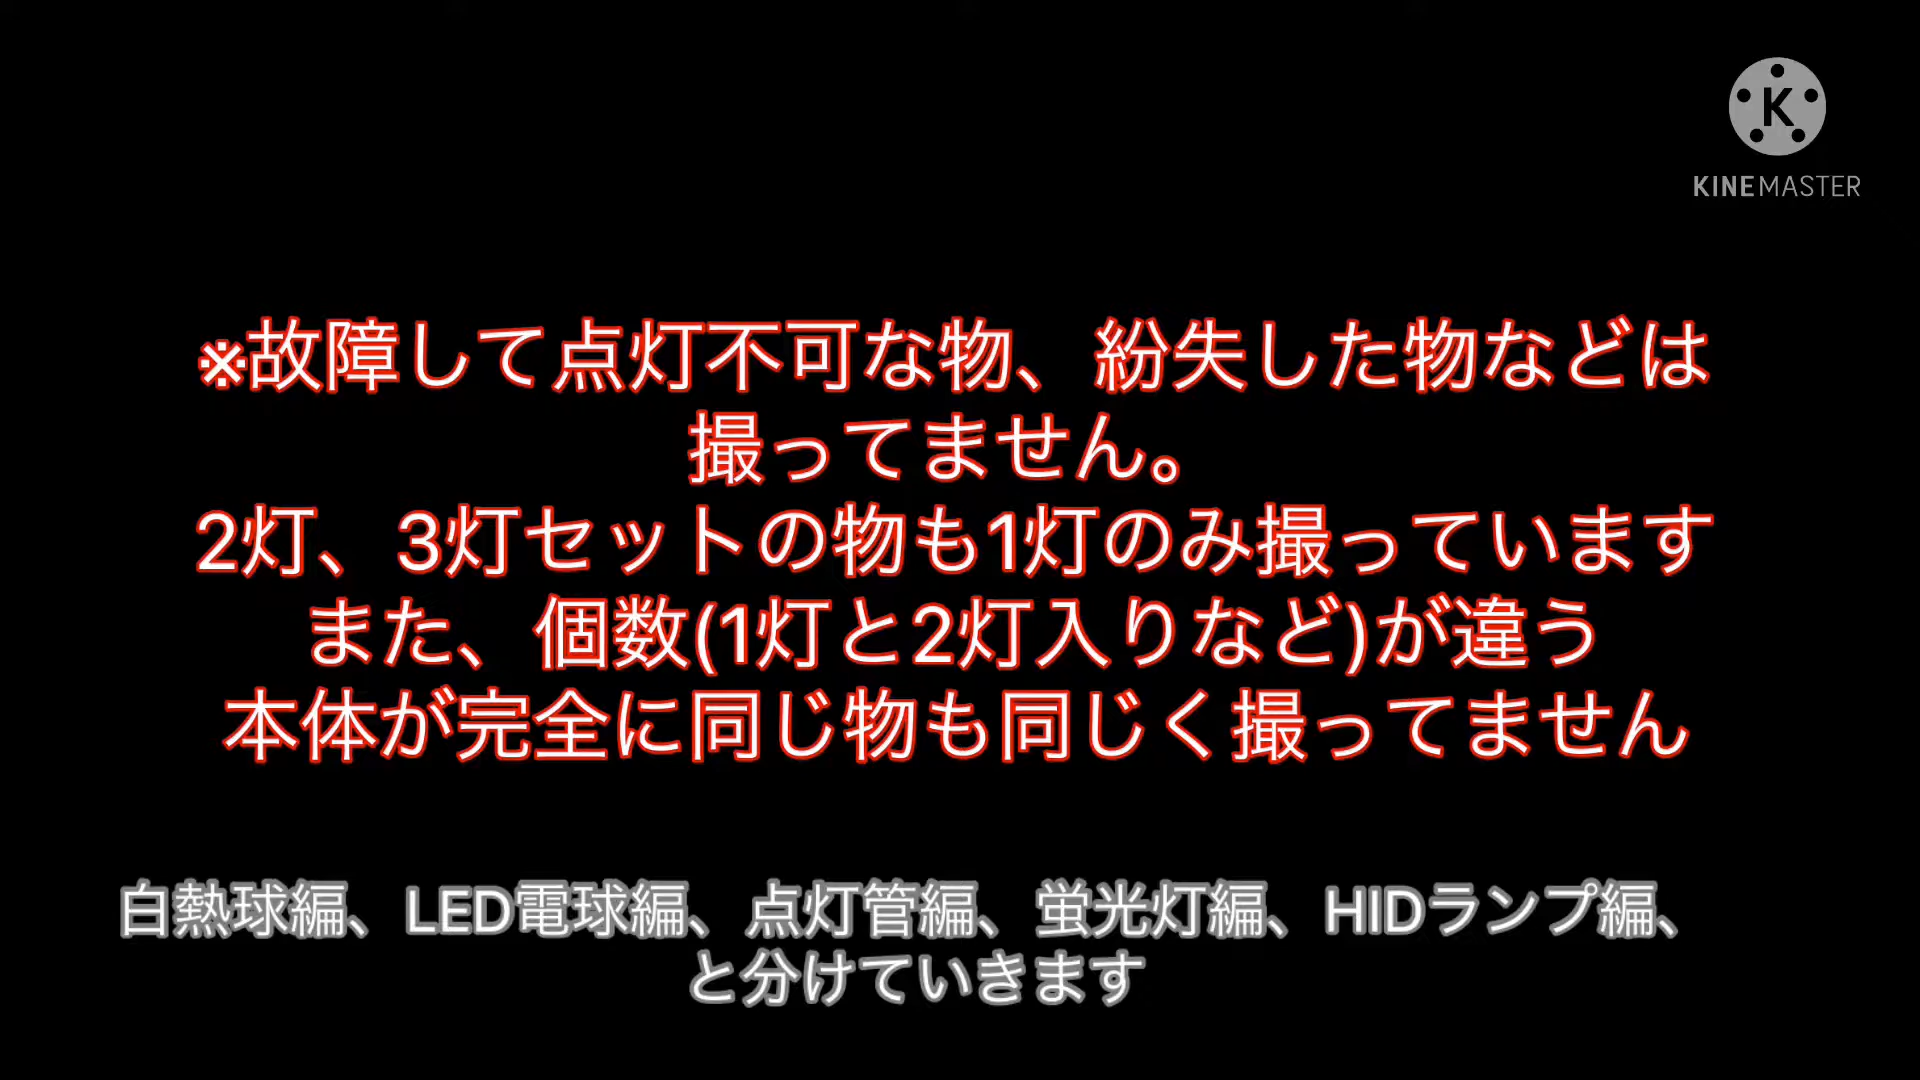 K
KINEMASTER
※故障して点灯不可な物、紛失した物などは
撮ってません。
2灯、3灯セットの物も1灯のみ撮っています
また、個数(1灯と2灯入りなど)が違う
本体が完全に同じ物も同じく撮ってません
白熱球編、LED電球編、点灯管編、蛍光灯編、HIDランプ編、
と分けていきます